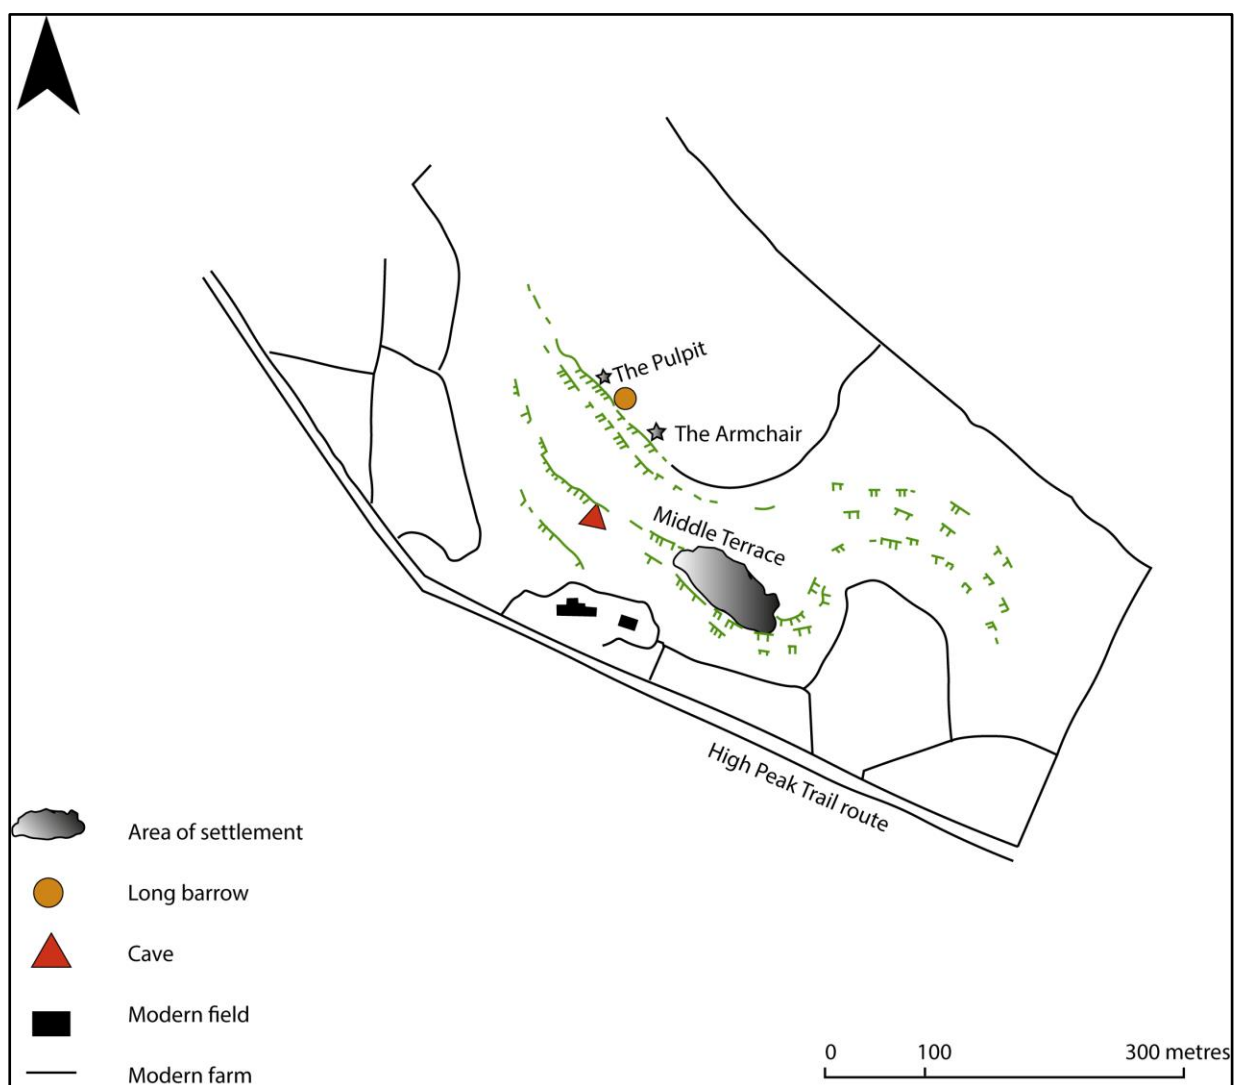 The Pulpit
The Armchair
Middle Terrace
High Peak Trail route
Area of settlement
Long barrow
Cave
Modern field
Modern farm
0 100 300 metres